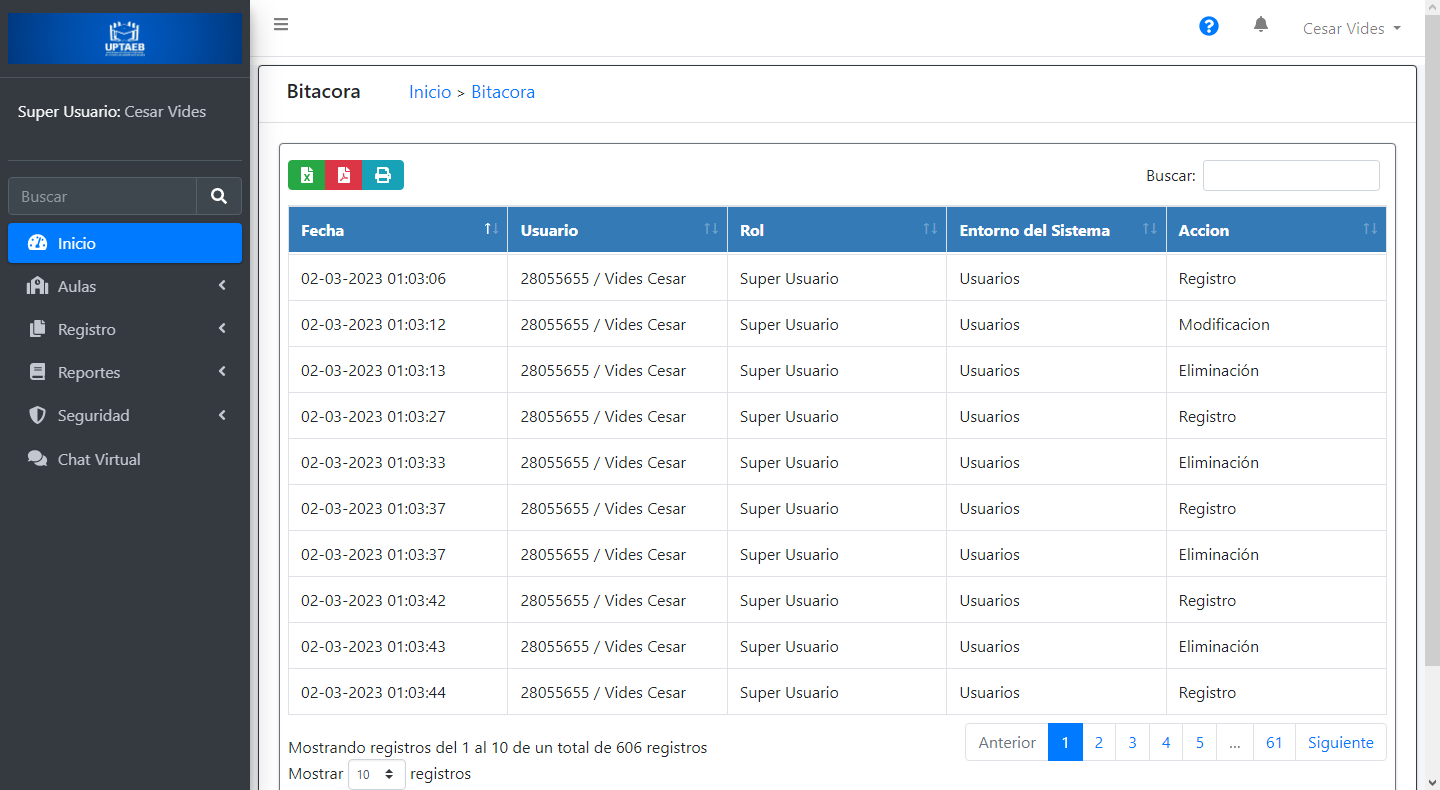 UPTAEB
Super Usuario: Cesar Vides
Buscar
Inicio
Aulas
Registro
Reportes
Seguridad
Chat Virtual
Cesar Vides
Bitacora Inicio > Bitacora
Buscar:
Fecha Usuario Rol Entorno del Sistema Accion
02-03-2023 01:03:06 28055655 / Vides Cesar Super Usuario Usuarios Registro
02-03-2023 01:03:12 28055655 / Vides Cesar Super Usuario Usuarios Modificacion
02-03-2023 01:03:13 28055655 / Vides Cesar Super Usuario Usuarios Eliminación
02-03-2023 01:03:27 28055655 / Vides Cesar Super Usuario Usuarios Registro
02-03-2023 01:03:33 28055655 / Vides Cesar Super Usuario Usuarios Eliminación
02-03-2023 01:03:37 28055655 / Vides Cesar Super Usuario Usuarios Registro
02-03-2023 01:03:37 28055655 / Vides Cesar Super Usuario Usuarios Eliminación
02-03-2023 01:03:42 28055655 / Vides Cesar Super Usuario Usuarios Registro
02-03-2023 01:03:43 28055655 / Vides Cesar Super Usuario Usuarios Eliminación
02-03-2023 01:03:44 28055655 / Vides Cesar Super Usuario Usuarios Registro
Mostrando registros del 1 al 10 de un total de 606 registros
Anterior 1 2 3 4 5 ... 61 Siguiente
Mostrar 10 registros